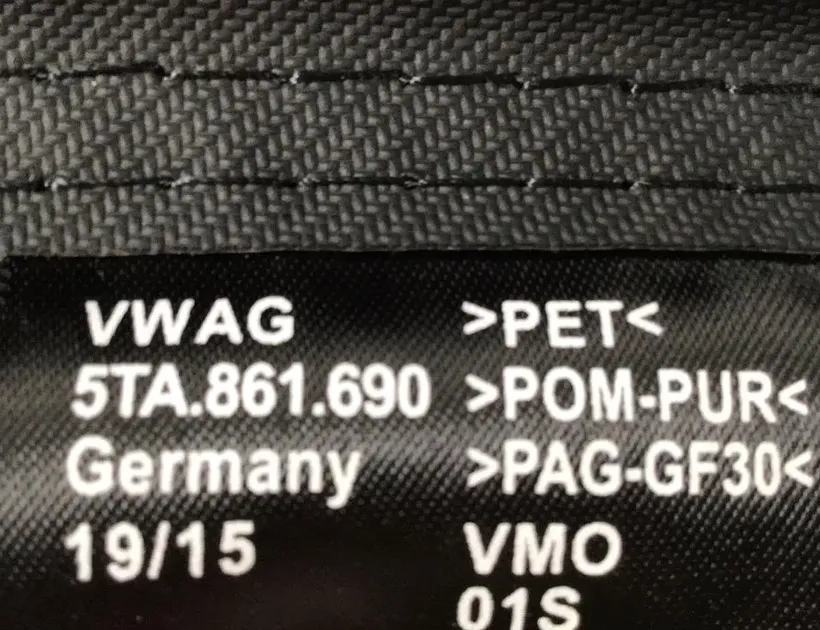 VWAG >PET<
5TA.861.690 >POM-PUR<
Germany >PAG-GF30<
19/15 VMO
01S